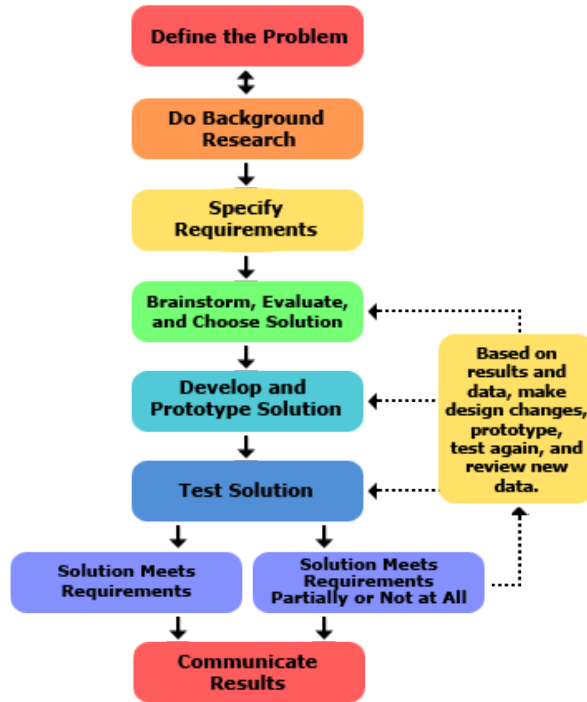 Define the Problem
Do Background
Research
Specify
Requirements
Brainstorm, Evaluate,
and Choose Solution
Develop and
Prototype Solution
Test Solution
Based on
results and
data, make
design changes,
prototype,
test again, and
review new
data.
Solution Meets
Requirements
Solution Meets
Requirements
Partially or Not at All
Communicate
Results